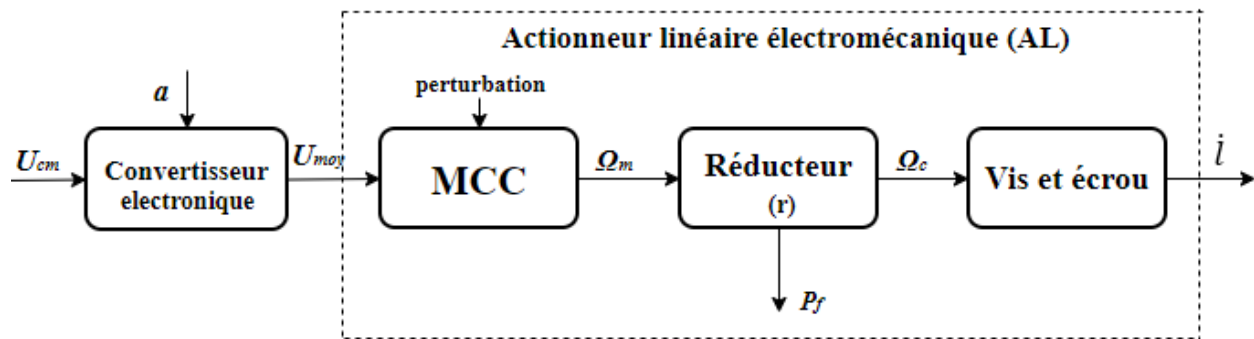 Actionneur linéaire électromécanique (AL)
a
perturbation
Ucm
Convertisseur
electronique
Umoy
MCC
Ωm
Réducteur
(r)
Ωc
Vis et écrou
i
Pf